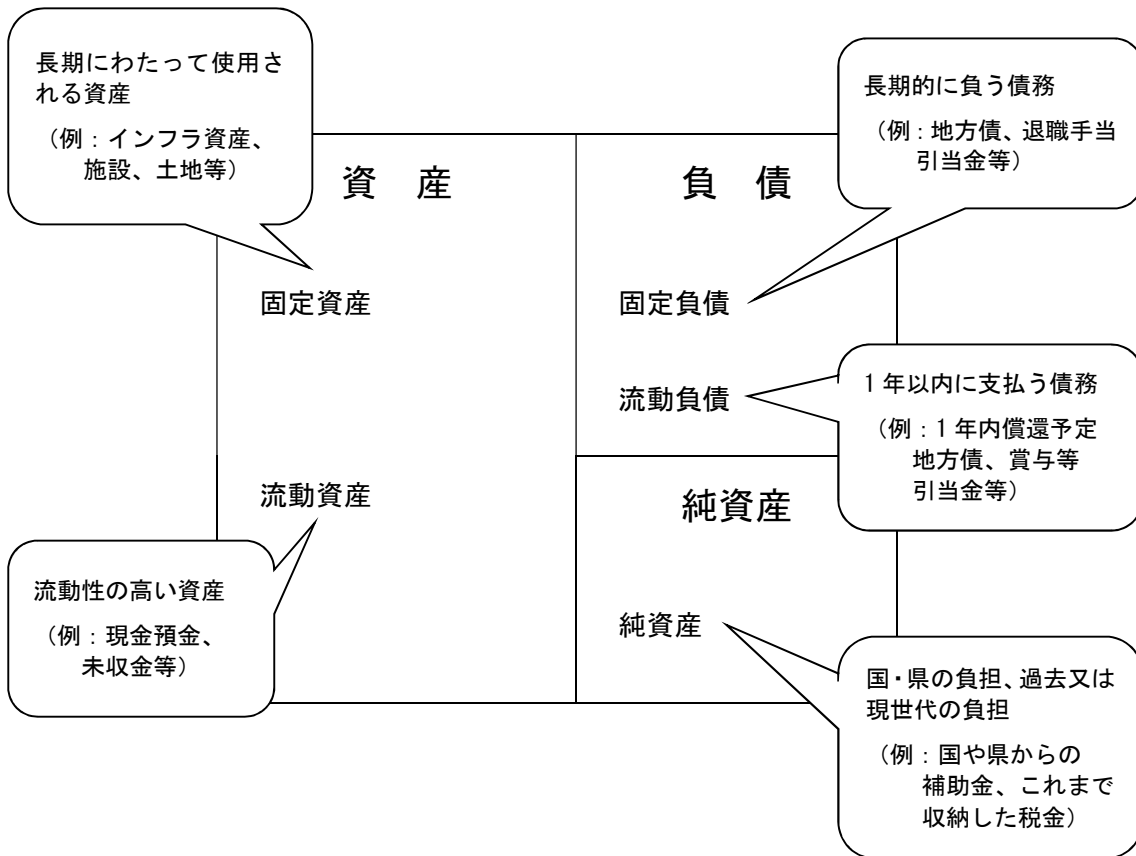 長期にわたって使用さ
れる資産
(例:インフラ資産、
施設、土地等)
資 産
固定資産
流動資産
流動性の高い資産
(例:現金預金、
未収金等)
負 債
固定負債
流動負債
長期的に負う債務
(例:地方債、退職手当
引当金等)
1年以内に支払う債務
(例:1年内償還予定
地方債、賞与等
引当金等)
純資産
純資産
国・県の負担、過去又は
現世代の負担
(例:国や県からの
補助金、これまで
収納した税金)